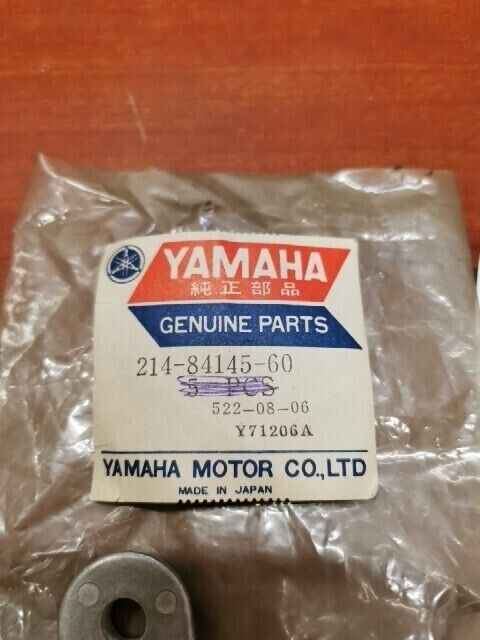 YAMAHA
純正部品
GENUINE PARTS
214-84145-60
5 PCS
522-08-06
Y71206A
YAMAHA MOTOR CO.,LTD
MADE IN JAPAN